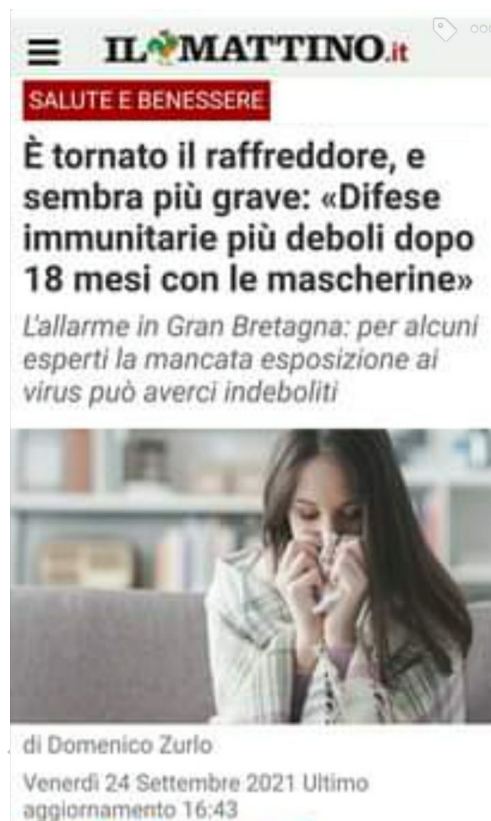 IL MATTINO.it
SALUTE E BENESSERE
È tornato il raffreddore, e
sembra più grave: «Difese
immunitarie più deboli dopo
18 mesi con le mascherine»
L'allarme in Gran Bretagna: per alcuni
esperti la mancata esposizione ai
virus può averci indeboliti
di Domenico Zurlo
Venerdì 24 Settembre 2021 Ultimo
aggiornamento 16:43